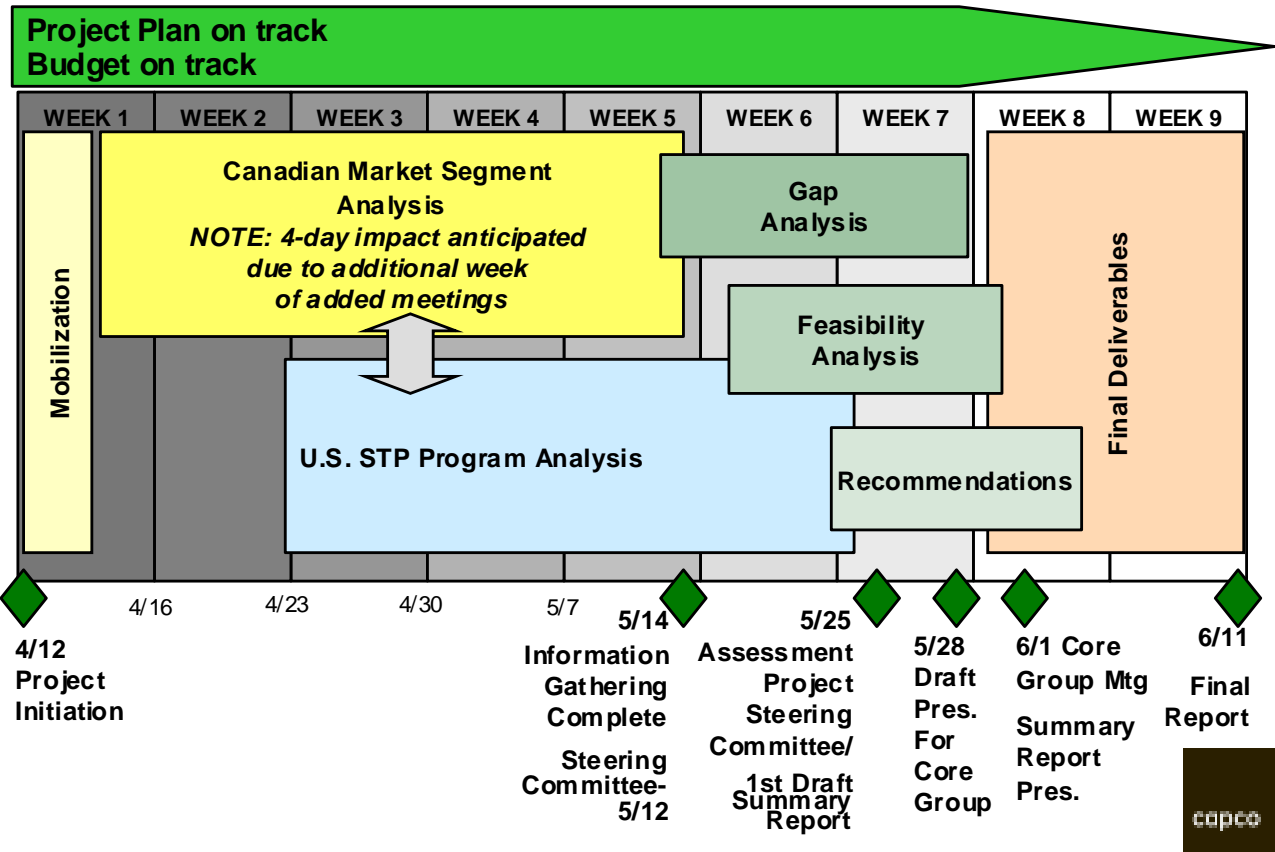 Project Plan on track
Budget on track
WEEK 1
WEEK 2
WEEK 3
WEEK 4
WEEK 5
WEEK 6
WEEK 7
WEEK 8
WEEK 9
Mobilization
Canadian Market Segment
Analysis
NOTE: 4-day impact anticipated
due to additional week
of added meetings
Gap
Analysis
Feasibility
Analysis
U.S. STP Program Analysis
Recommendations
Final Deliverables
4/16
4/23
4/30
5/7
4/12
Project
Initiation
5/14
Information
Gathering
Complete
Steering
Committee-
5/12
5/25
Assessment
Project
Steering
Committee/
1st Draft
Summary
Report
5/28
Draft
Pres.
For
Core
Group
6/1 Core
Group Mtg
Summary
Report
Pres.
6/11
Final
Report
capco